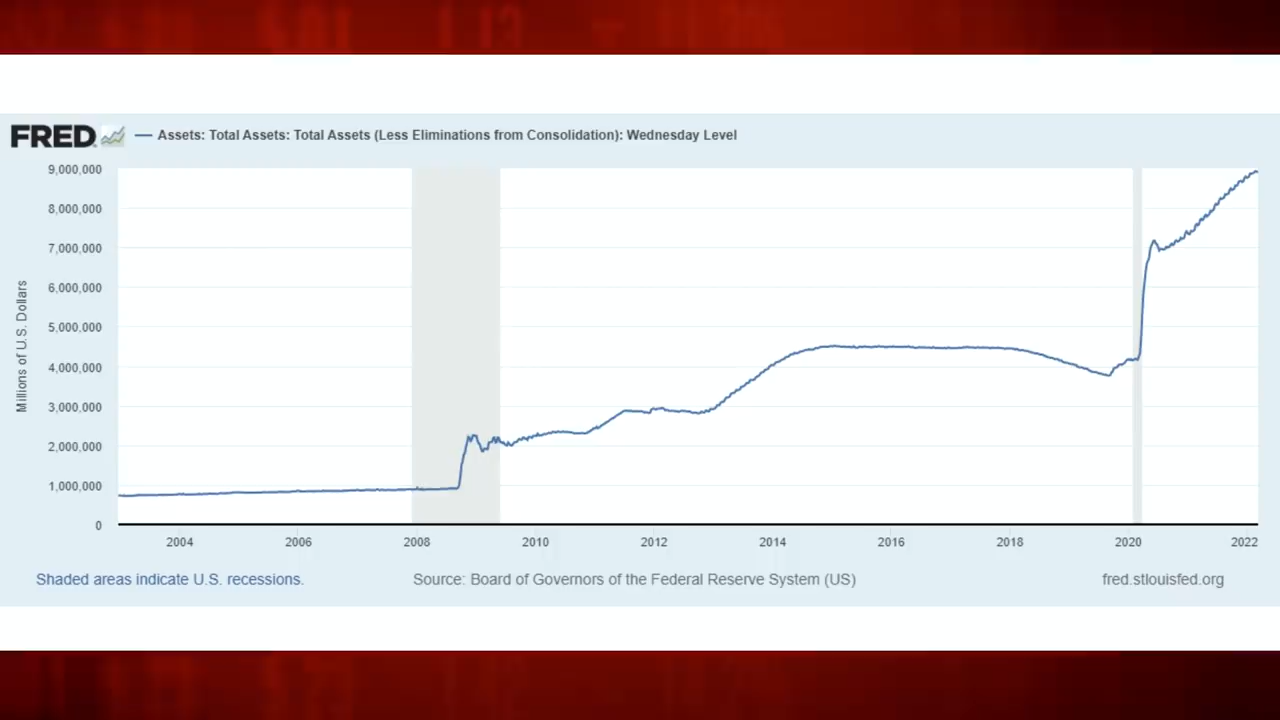 FRED
Assets: Total Assets: Total Assets (Less Eliminations from Consolidation): Wednesday Level
9,000,000
8,000,000
7,000,000
6,000,000
5,000,000
4,000,000
3,000,000
2,000,000
1,000,000
0
Millions of U.S. Dollars
2004 2006 2008 2010 2012 2014 2016 2018 2020 2022
Shaded areas indicate U.S. recessions. Source: Board of Governors of the Federal Reserve System (US) fred.stlouisfed.org